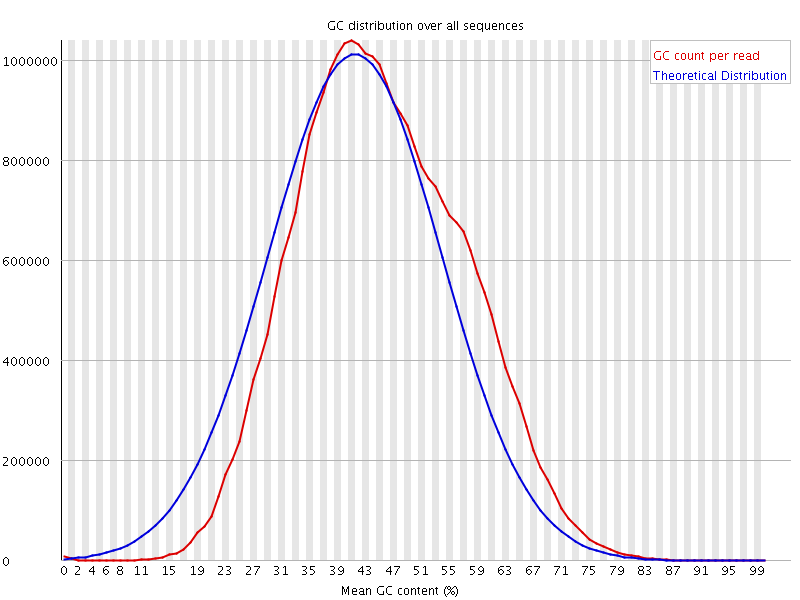 GC distribution over all sequences
GC count per read
Theoretical Distribution
1000000
800000
600000
400000
200000
0
0 2 4 6 8 11 15 19 23 27 31 35 39 43 47 51 55 59 63 67 71 75 79 83 87 91 95 99
Mean GC content (%)